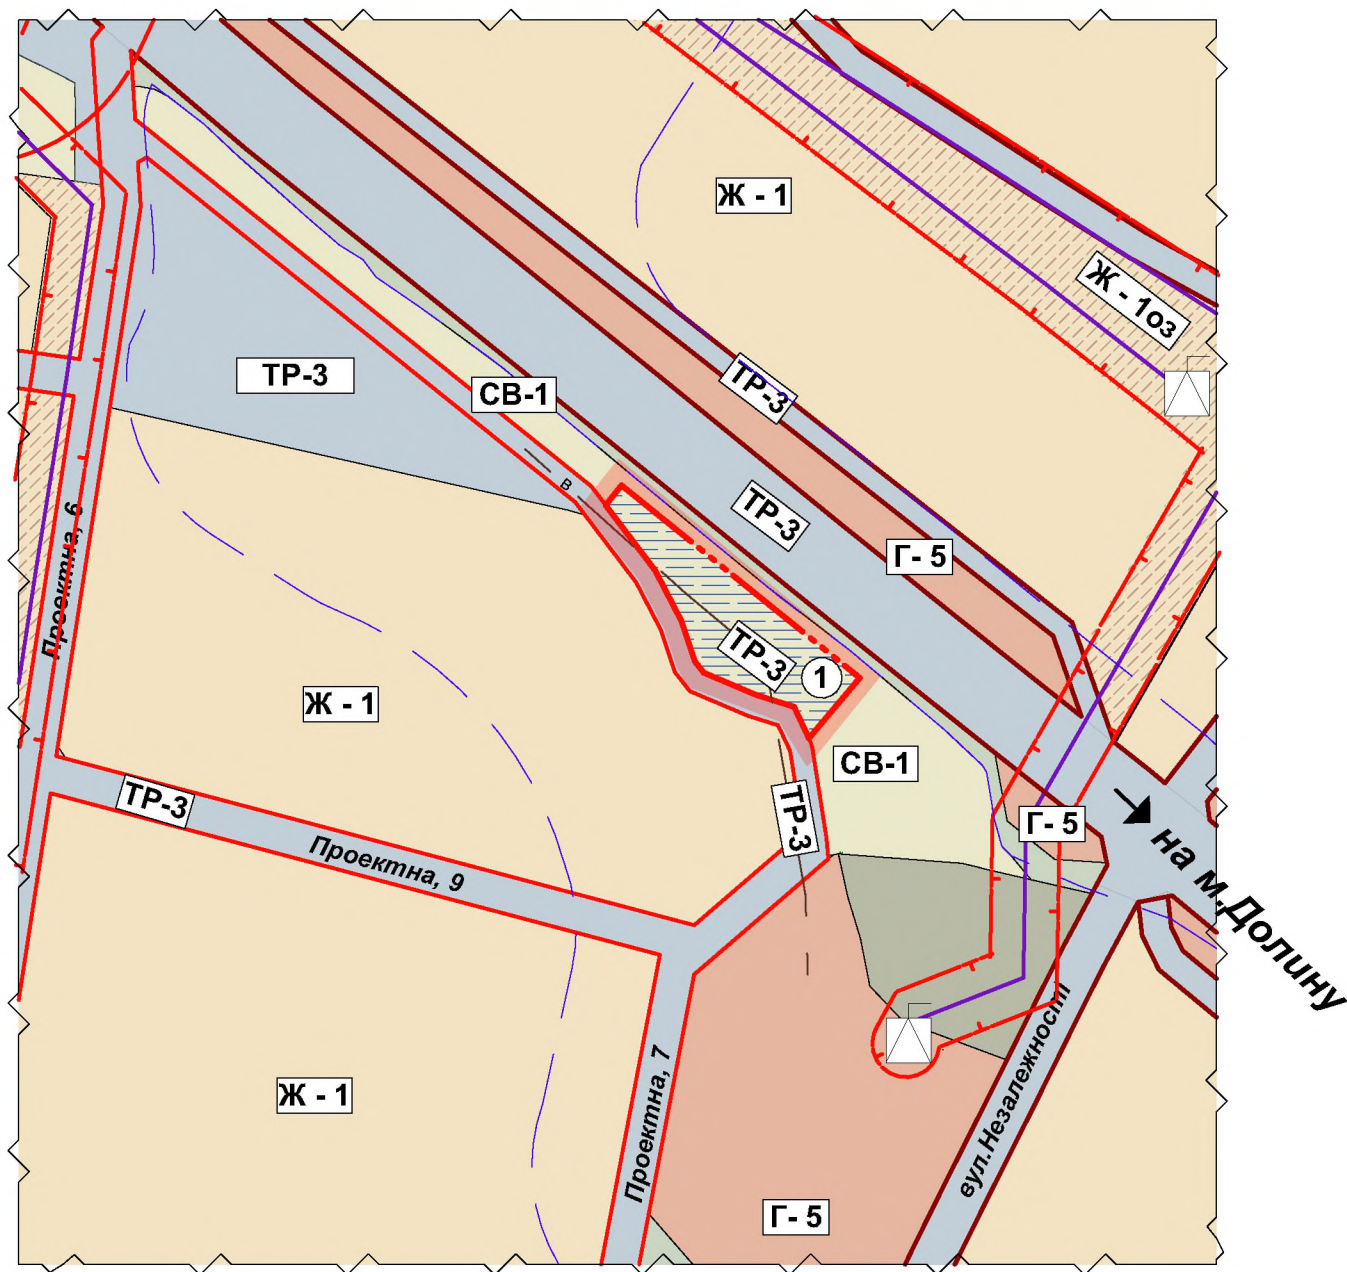 Ж - 1
Ж - 1оз
ТР-3
СВ-1
ТР-3
в
ТР-3
Г- 5
Проектна, 6
ТР-3
1
Ж - 1
СВ-1
ТР-3
ТР-3
Г- 5
на м.Долину
Проектна, 9
вул.Незалежності
Ж - 1
Проектна, 7
Г- 5